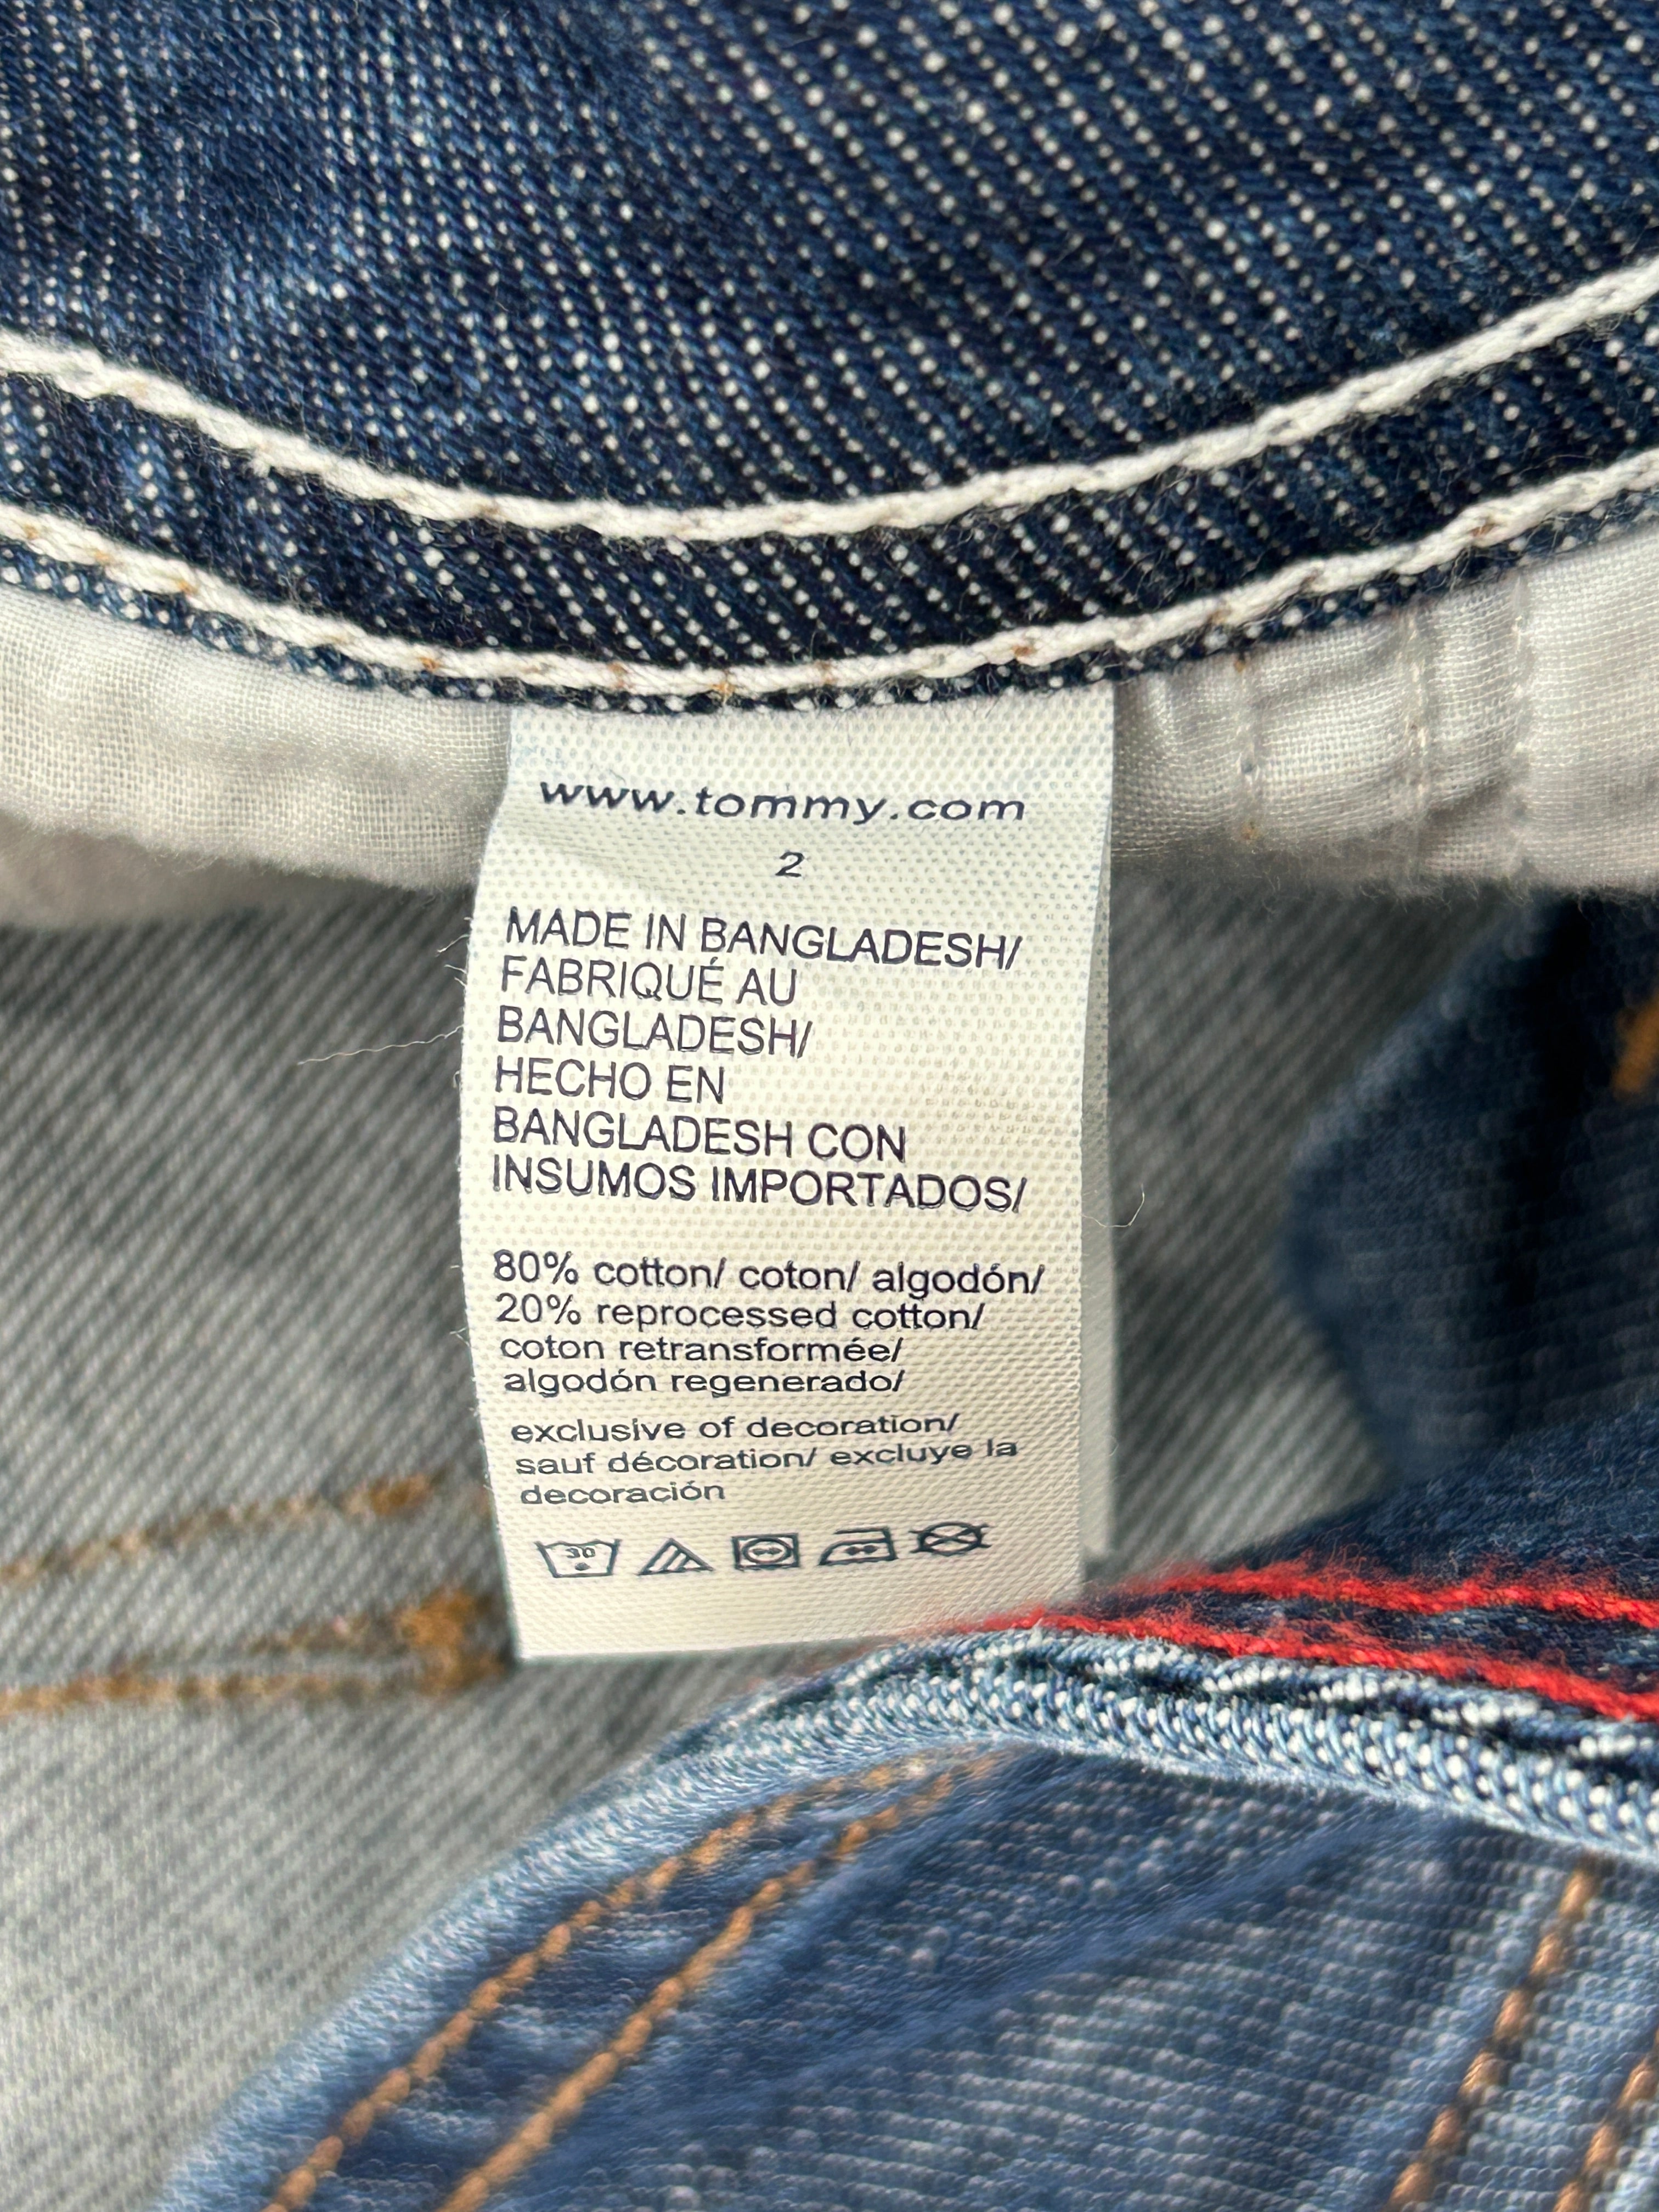 www.tommy.com
2
MADE IN BANGLADESH/
FABRIQUÉ AU
BANGLADESH/
HECHO EN
BANGLADESH CON
INSUMOS IMPORTADOS/
80% cotton/ coton/ algodón/
20% reprocessed cotton/
coton retransformée/
algodón regenerado/
exclusive of decoration/
sauf décoration/ excluye la
decoración
30